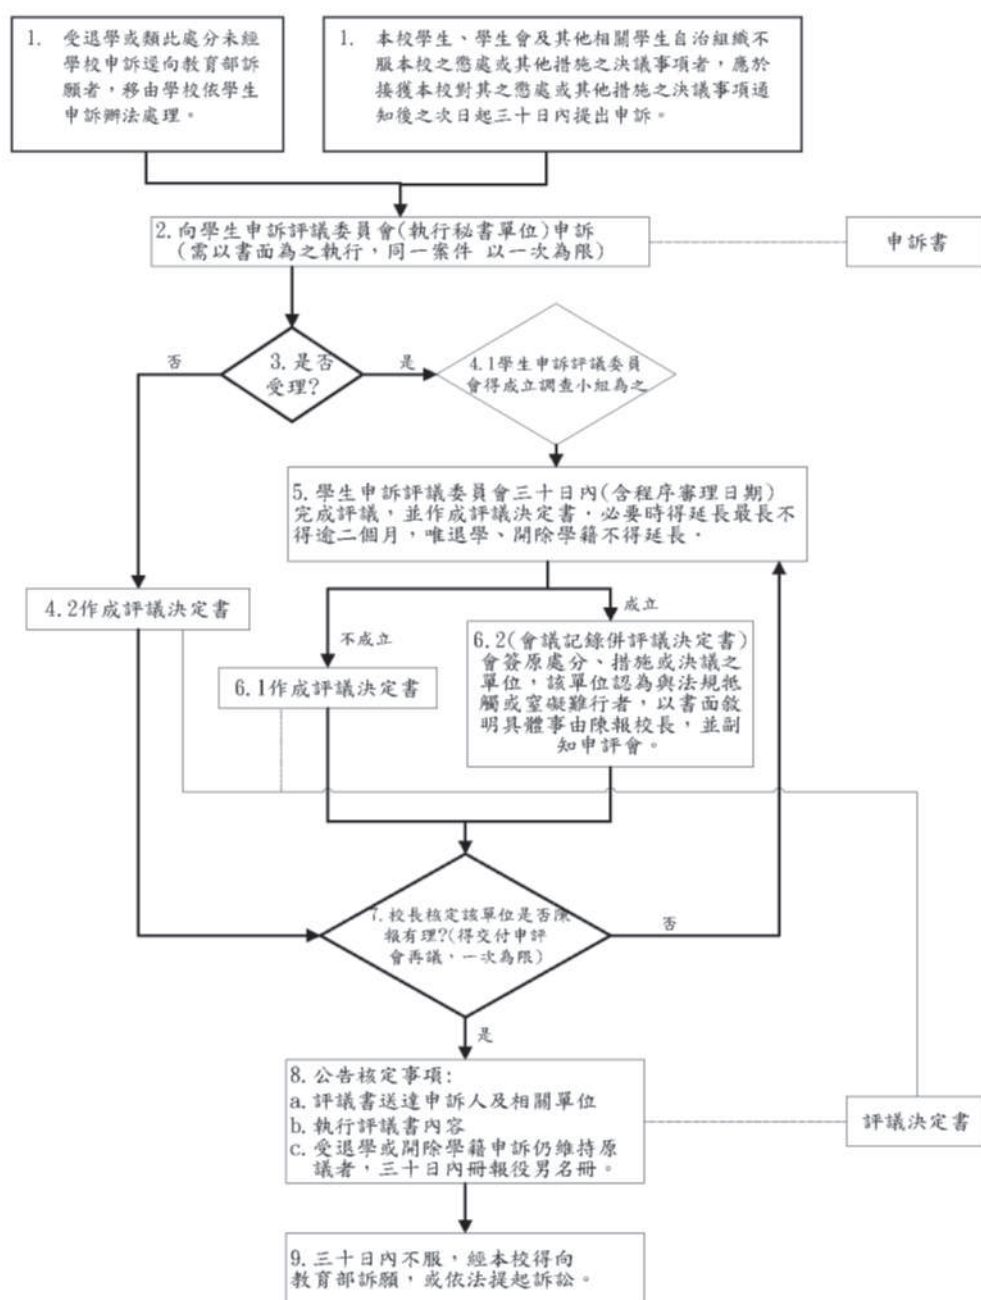 1. 受退學或類此處分未經
學校申訴逕向教育部訴
願者，移由學校依學生
申訴辦法處理。
1. 本校學生、學生會及其他相關學生自治組織不
服本校之懲處或其他措施之決議事項者，應於
接獲本校對其之懲處或其他措施之決議事項通
知後之次日起三十日內提出申訴。
2.向學生申訴評議委員會(執行秘書單位)申訴
(需以書面為之執行，同一案件 以一次為限)
申訴書
3.是否
受理?
否
是
4.1學生申訴評議委員
會得成立調查小組為之
5.學生申訴評議委員會三十日內(含程序審理日期)
完成評議，並作成評議決定書，必要時得延長最長不
得逾二個月，唯退學、開除學籍不得延長．
4.2作成評議決定書
不成立
成立
6.1作成評議決定書
6.2(會議記錄併評議決定書)
會簽原處分、措施或決議之
單位，該單位認為與法規抵
觸或窒礙難行者，以書面敘
明具體事由陳報校長，並副
知申評會。
7.校長核定該單位是否陳
報有理?(得交付申評
會再議，一次為限)
否
是
8.公告核定事項:
a.評議書送達申訴人及相關單位
b.執行評議書內容
c.受退學或開除學籍申訴仍維持原
議者，三十日內冊報役男名冊。
評議決定書
9.三十日內不服，經本校得向
教育部訴願，或依法提起訴訟。